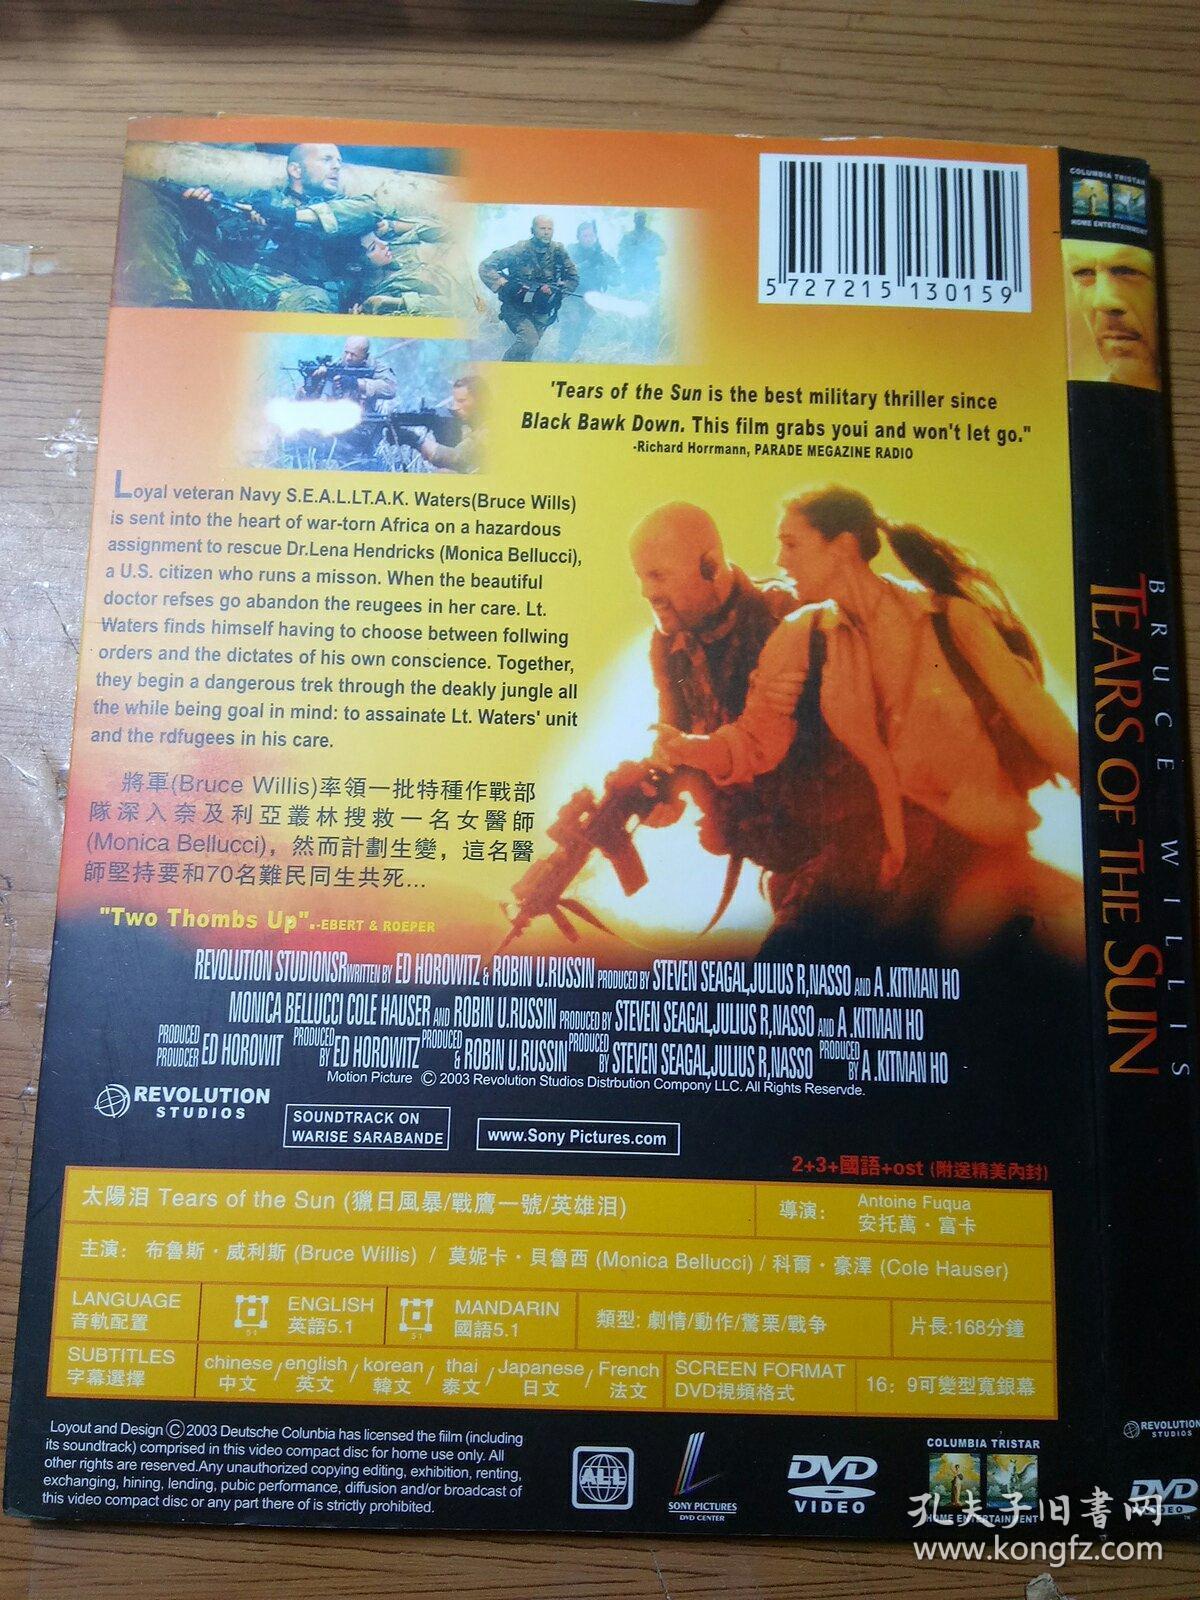 COLUMBIA TRISTAR
HOME ENTERTAINMENT
5 727215 130159
'Tears of the Sun is the best military thriller since
Black Bawk Down. This film grabs youi and won't let go."
-Richard Horrmann, PARADE MEGAZINE RADIO
Loyal veteran Navy S.E.A.L.LT.A.K. Waters(Bruce Wills)
is sent into the heart of war-torn Africa on a hazardous
assignment to rescue Dr.Lena Hendricks (Monica Bellucci),
a U.S. citizen who runs a misson. When the beautiful
doctor refses go abandon the reugees in her care. Lt.
Waters finds himself having to choose between follwing
orders and the dictates of his own conscience. Together,
they begin a dangerous trek through the deakly jungle all
the while being goal in mind: to assainate Lt. Waters' unit
and the rdfugees in his care.
將軍(Bruce Willis)率領一批特種作戰部
隊深入奈及利亞叢林搜救一名女醫師
(Monica Bellucci)，然而計劃生變，這名醫
師堅持要和70名難民同生共死...
"Two Thombs Up".-EBERT & ROEPER
REVOLUTION STUDIONSR WRITTEN BY ED HOROWITZ & ROBIN U.RUSSIN PRODUCED BY STEVEN SEAGAL,JULIUS R,NASSO AND A .KITMAN HO
MONICA BELLUCCI COLE HAUSER AND ROBIN U.RUSSIN PRODUCED BY STEVEN SEAGAL,JULIUS R,NASSO AND A .KITMAN HO
PRODUCED PROUDCER ED HOROWIT PRODUCED BY ED HOROWITZ PRODUCED & ROBIN U.RUSSIN PRODUCED BY STEVEN SEAGAL,JULIUS R,NASSO PRODUCED BY A .KITMAN HO
Motion Picture © 2003 Revolution Studios Distrbution Company LLC. All Rights Reservde.
REVOLUTION
STUDIOS
SOUNDTRACK ON
WARISE SARABANDE
www.Sony Pictures.com
2+3+國語+ost (附送精美內封)
太陽泪 Tears of the Sun (獵日風暴/戰鷹一號/英雄泪)
導演：
Antoine Fuqua
安托萬・富卡
主演： 布魯斯・威利斯 (Bruce Willis) / 莫妮卡・貝魯西 (Monica Bellucci) / 科爾・豪澤 (Cole Hauser)
LANGUAGE
音軌配置
5.1
ENGLISH
英語5.1
5.1
MANDARIN
國語5.1
類型: 劇情/動作/驚栗/戰争
片長:168分鐘
SUBTITLES
字幕選擇
chinese / english / korean / thai / Japanese / French
中文 英文 韓文 泰文 日文 法文
SCREEN FORMAT
DVD視頻格式
16：9可變型寬銀幕
Loyout and Design © 2003 Deutsche Colunbia has licensed the fiIm (including
its soundtrack) comprised in this video compact disc for home use only. All
other rights are reserved.Any unauthorized copying editing, exhibition, renting,
exchanging, hining, lending, pubic performance, diffusion and/or broadcast of
this video compact disc or any part there of is strictly prohibited.
ALL
SONY PICTURES
DVD CENTER
DVD
VIDEO
COLUMBIA TRISTAR
HOME ENTERTAINMENT
BRUCE WILLIS
TEARS OF THE SUN
REVOLUTION
STUDIOS
DVD
VIDEO
孔夫子旧書网
www.kongfz.com